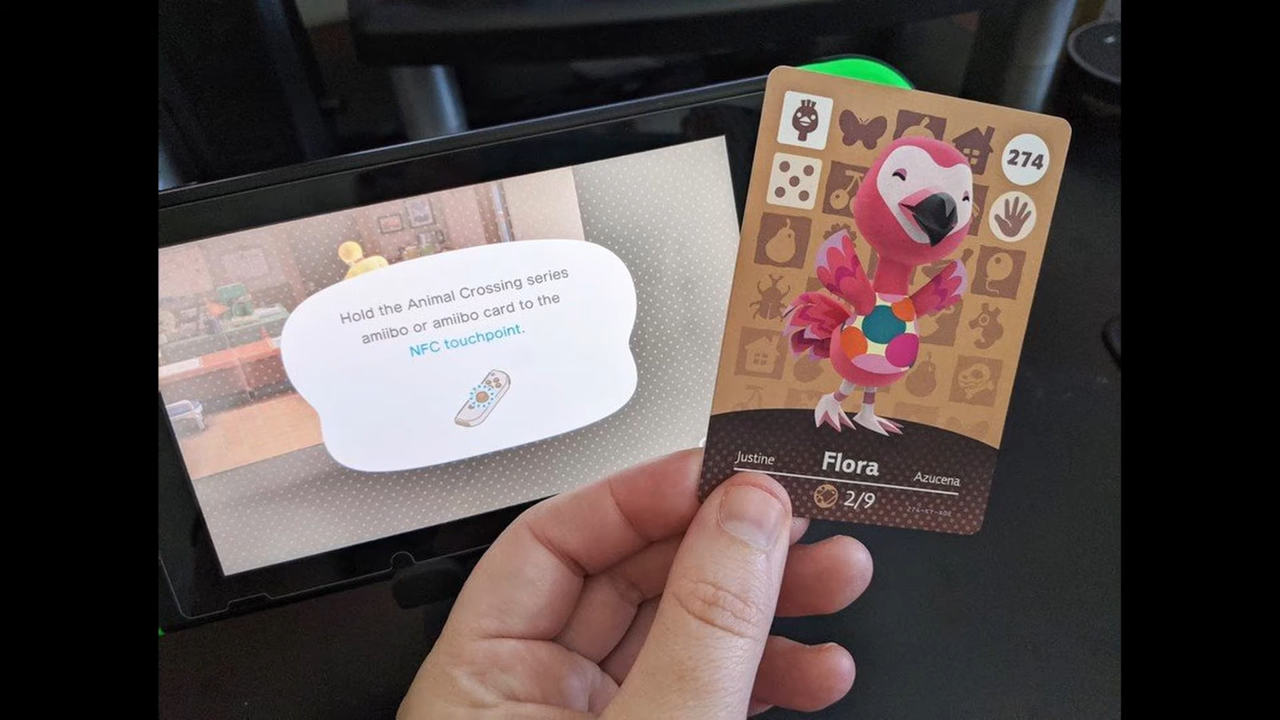 Hold the Animal Crossing series
amiibo or amiibo card to the
NFC touchpoint.
274
Justine Flora Azucena
2/9